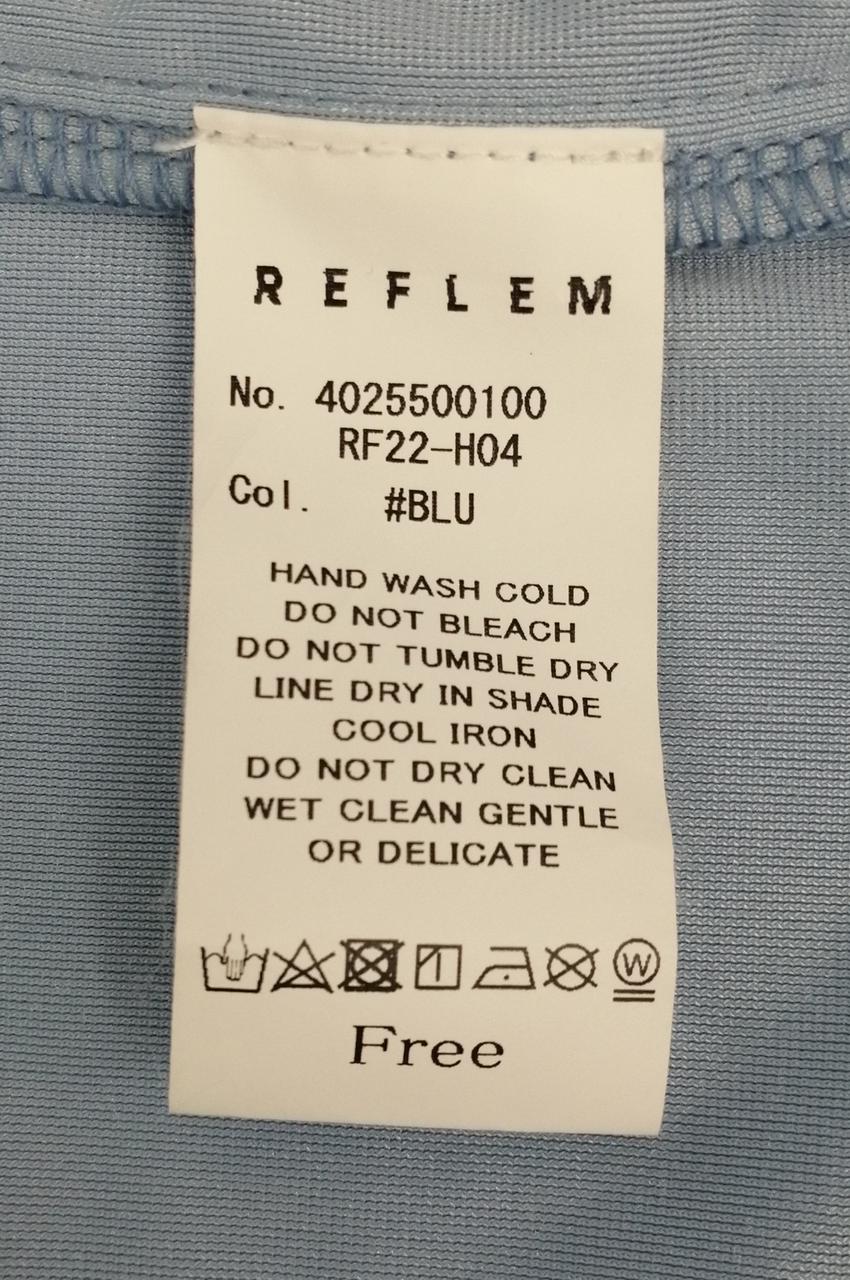 REFLEM
No. 4025500100
RF22-H04
Col. #BLU
HAND WASH COLD
DO NOT BLEACH
DO NOT TUMBLE DRY
LINE DRY IN SHADE
COOL IRON
DO NOT DRY CLEAN
WET CLEAN GENTLE
OR DELICATE
W
Free